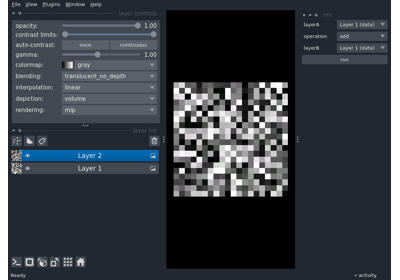 File View Plugins Window Help
layer controls
opacity: 1.00
contrast limits:
auto-contrast: once continuous
gamma: 1.00
colormap: gray
blending: translucent_no_depth
interpolation: linear
depiction: volume
rendering: mip
layer list
Layer 2
Layer 1
layerA Layer 1 (data)
operation add
layerB Layer 1 (data)
run
Ready
activity